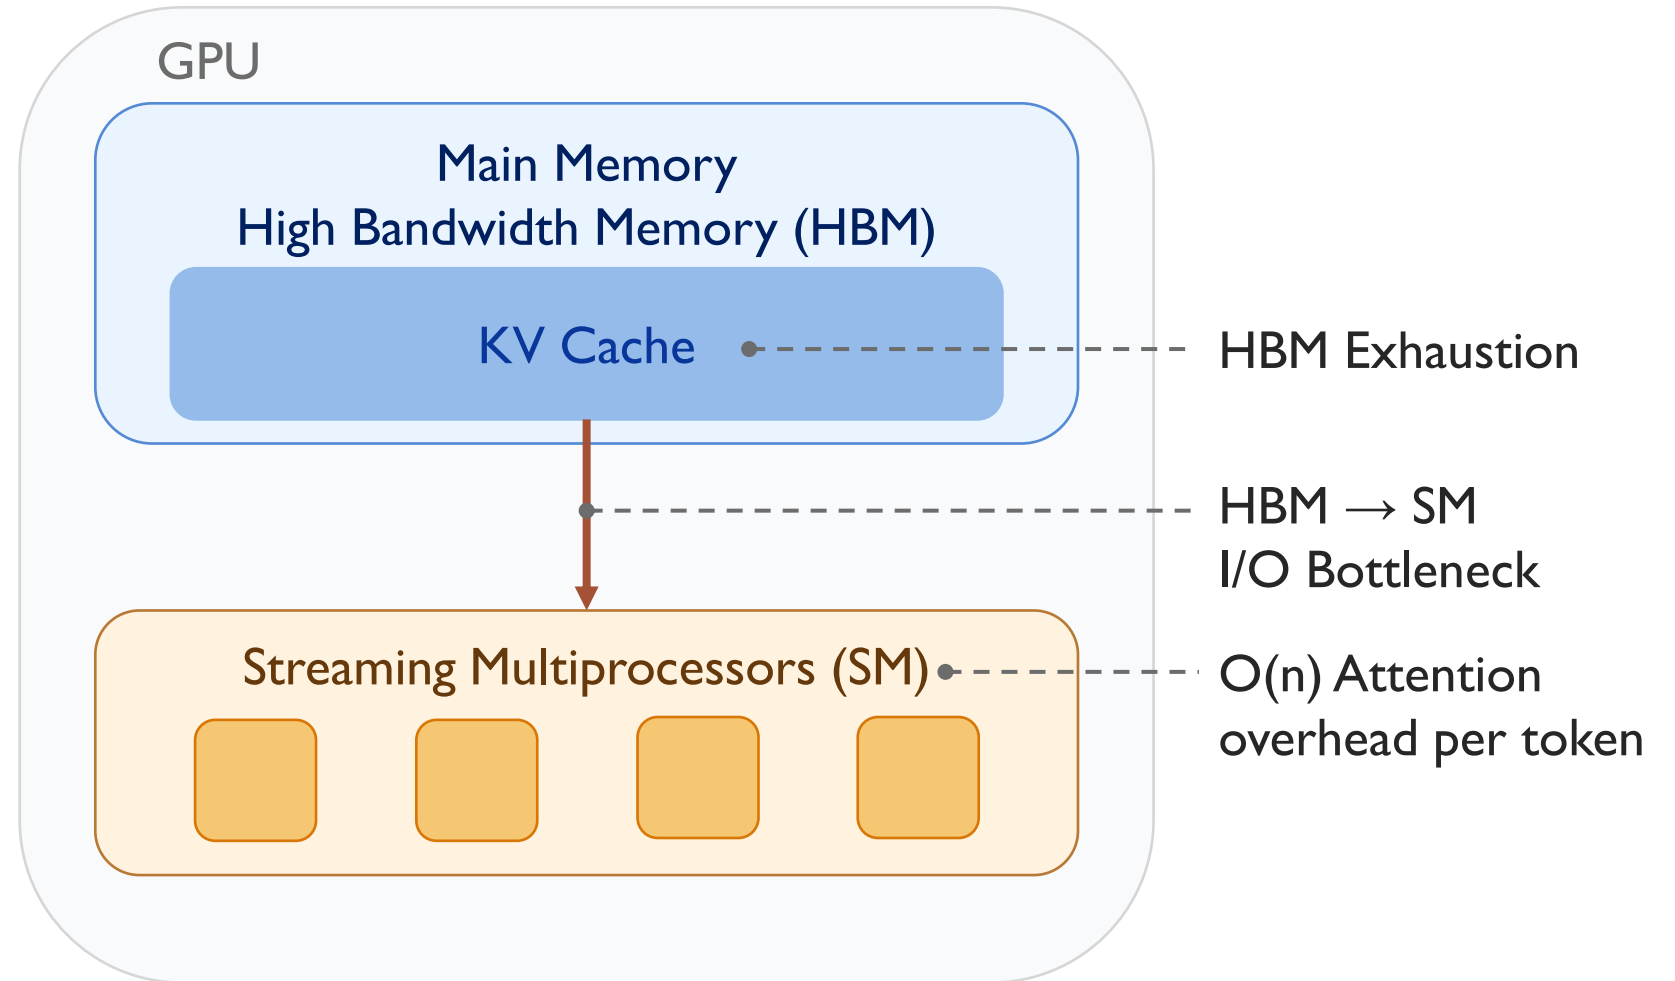 GPU
Main Memory
High Bandwidth Memory (HBM)
KV Cache
HBM Exhaustion
HBM → SM
I/O Bottleneck
Streaming Multiprocessors (SM)
O(n) Attention
overhead per token